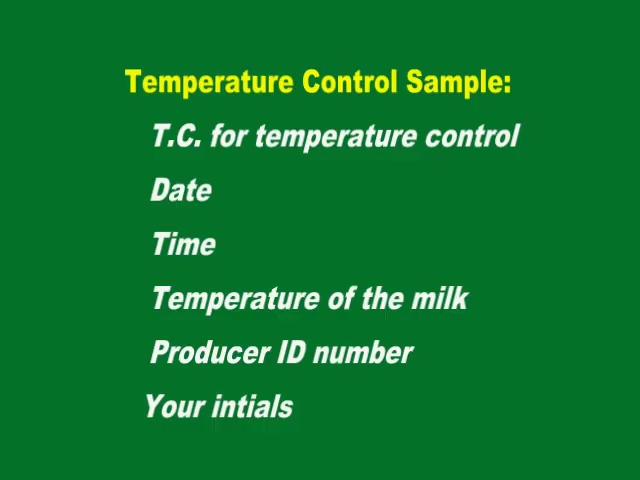 Temperature Control Sample:
T.C. for temperature control
Date
Time
Temperature of the milk
Producer ID number
Your intials